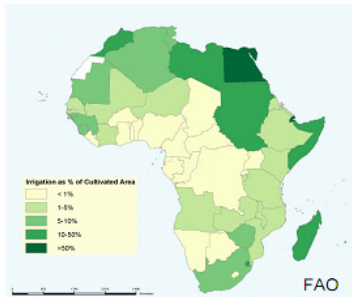 Irrigation as % of Cultivated Area
< 1%
1-5%
5-10%
10-50%
>50%
FAO